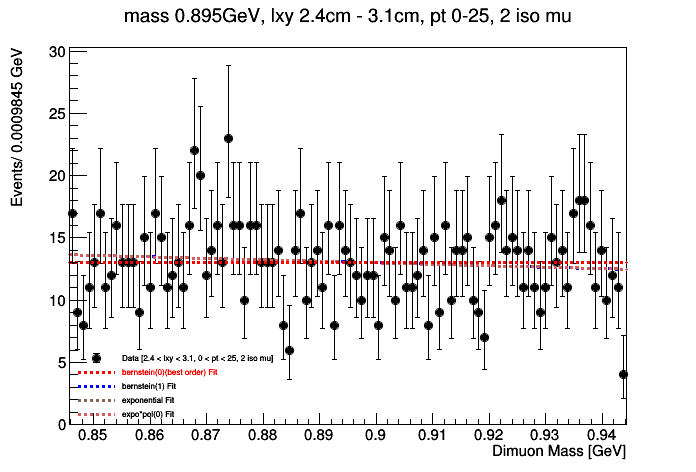 mass 0.895GeV, lxy 2.4cm - 3.1cm, pt 0-25, 2 iso mu
Events/ 0.0009845 GeV
30
25
20
15
10
5
0
Data [2.4 < lxy < 3.1, 0 < pt < 25, 2 iso mu]
bernstein(0)(best order) Fit
bernstein(1) Fit
exponential Fit
expo*pol(0) Fit
0.85 0.86 0.87 0.88 0.89 0.9 0.91 0.92 0.93 0.94
Dimuon Mass [GeV]